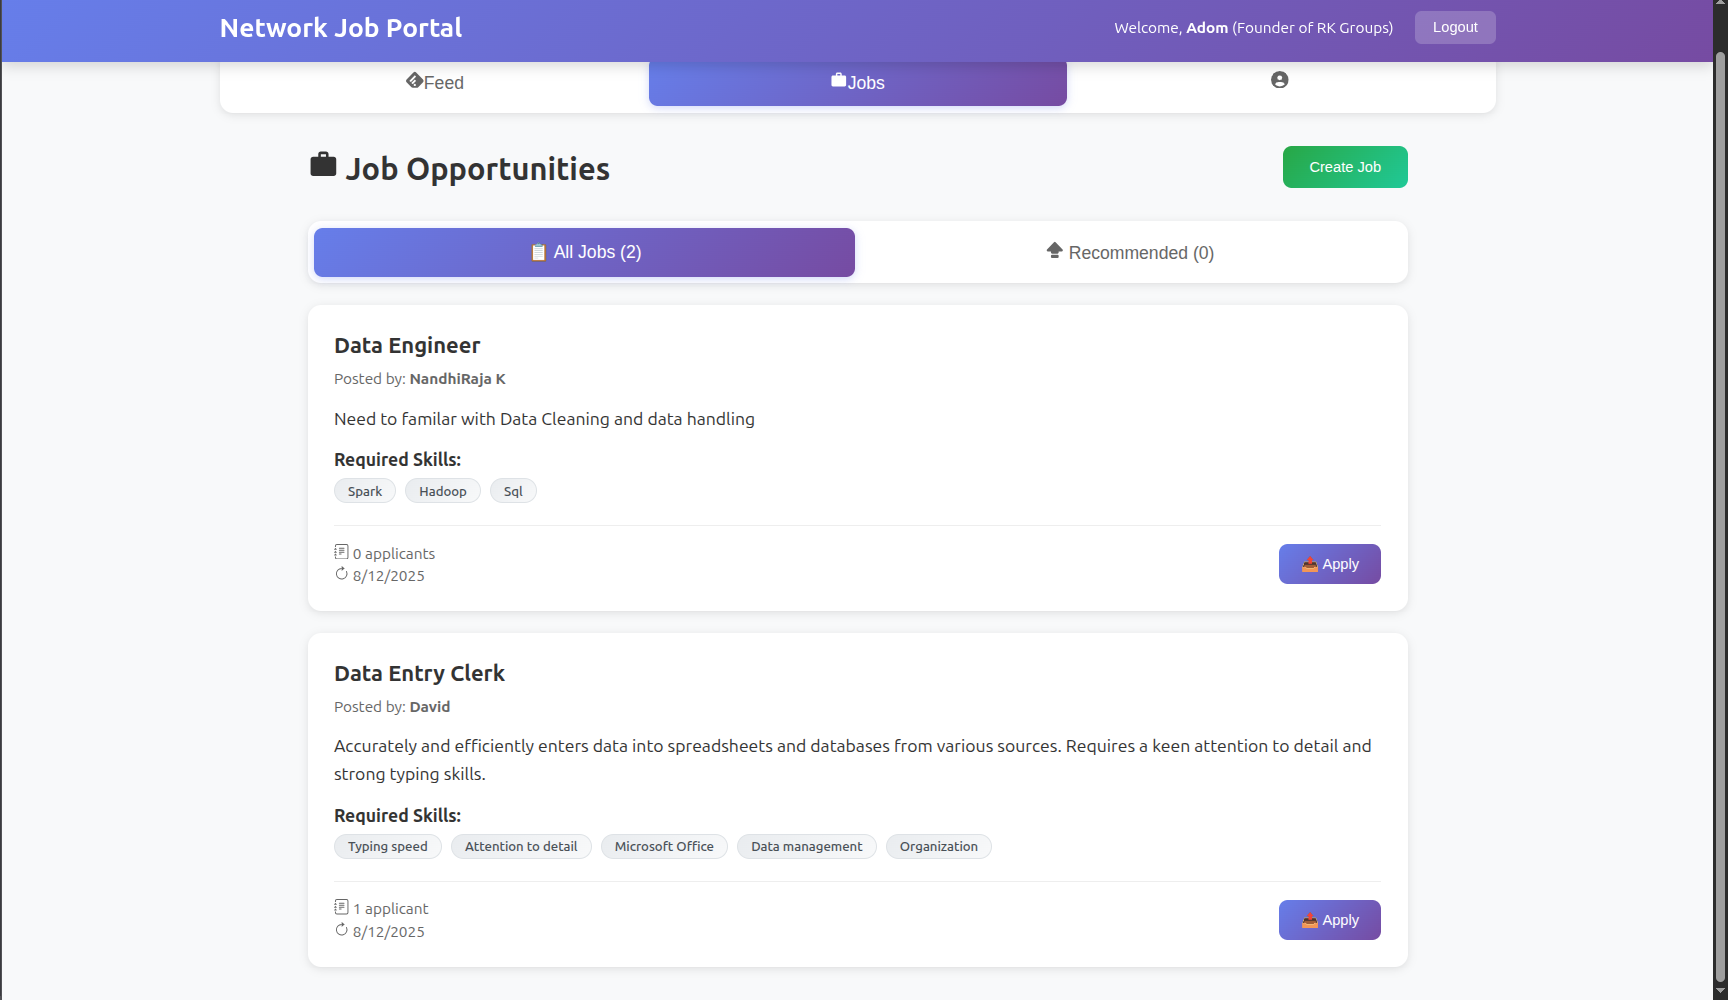 Network Job Portal
Welcome, Adom (Founder of RK Groups)
Logout
Feed
Jobs
Job Opportunities
Create Job
All Jobs (2)
Recommended (0)
Data Engineer
Posted by: NandhiRaja K
Need to familar with Data Cleaning and data handling
Required Skills:
Spark
Hadoop
Sql
0 applicants
8/12/2025
Apply
Data Entry Clerk
Posted by: David
Accurately and efficiently enters data into spreadsheets and databases from various sources. Requires a keen attention to detail and
strong typing skills.
Required Skills:
Typing speed
Attention to detail
Microsoft Office
Data management
Organization
1 applicant
8/12/2025
Apply